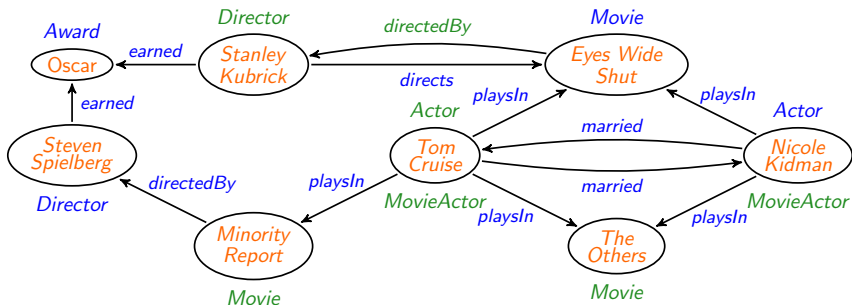 Director
Movie
Award
directedBy
earned
Oscar
Stanley
Kubrick
Eyes Wide
Shut
directs
earned
playsIn
Actor
playsIn
Actor
married
Steven
Spielberg
Tom
Cruise
Nicole
Kidman
directedBy
playsIn
married
Director
MovieActor
MovieActor
playsIn
playsIn
Minority
Report
The
Others
Movie
Movie